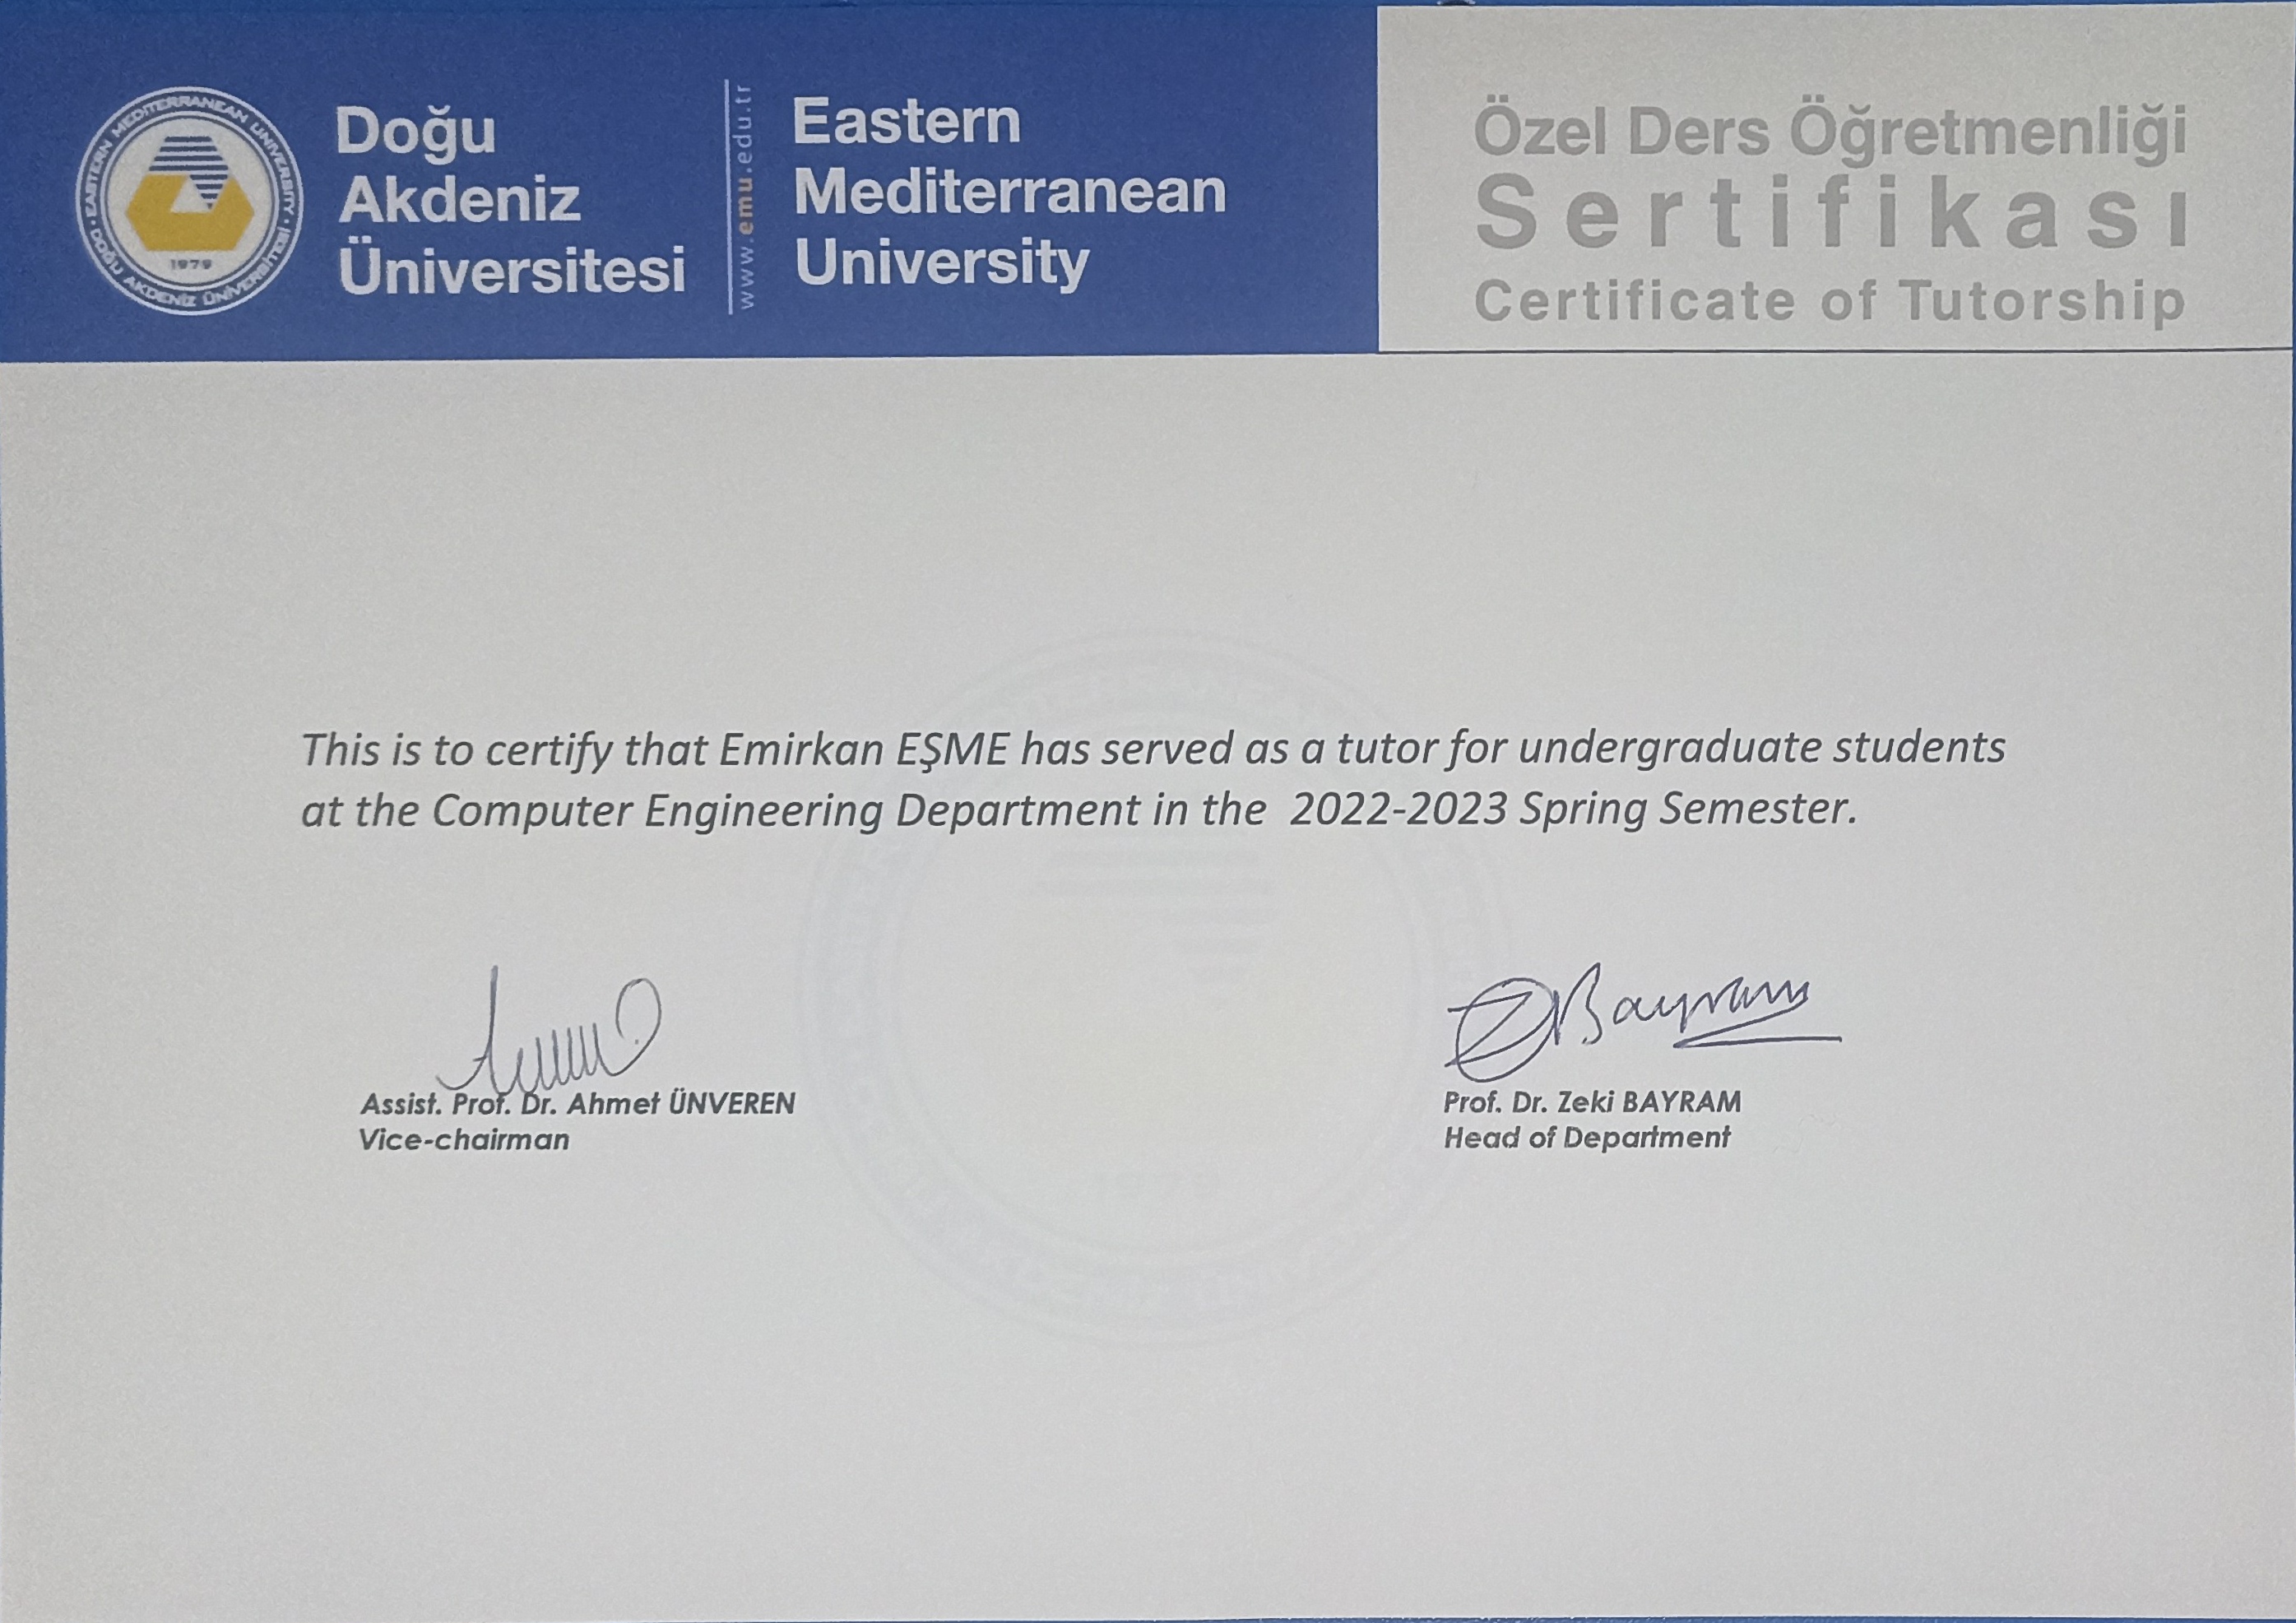 EASTERN MEDITERRANEAN UNIVERSITY
DOĞU AKDENİZ ÜNİVERSİTESİ
1979
Doğu
Akdeniz
Üniversitesi
www.emu.edu.tr
Eastern
Mediterranean
University
Özel Ders Öğretmenliği
Sertifikası
Certificate of Tutorship
This is to certify that Emirkan EŞME has served as a tutor for undergraduate students
at the Computer Engineering Department in the 2022-2023 Spring Semester.
ZBayram
Assist. Prof. Dr. Ahmet ÜNVEREN
Vice-chairman
Prof. Dr. Zeki BAYRAM
Head of Department